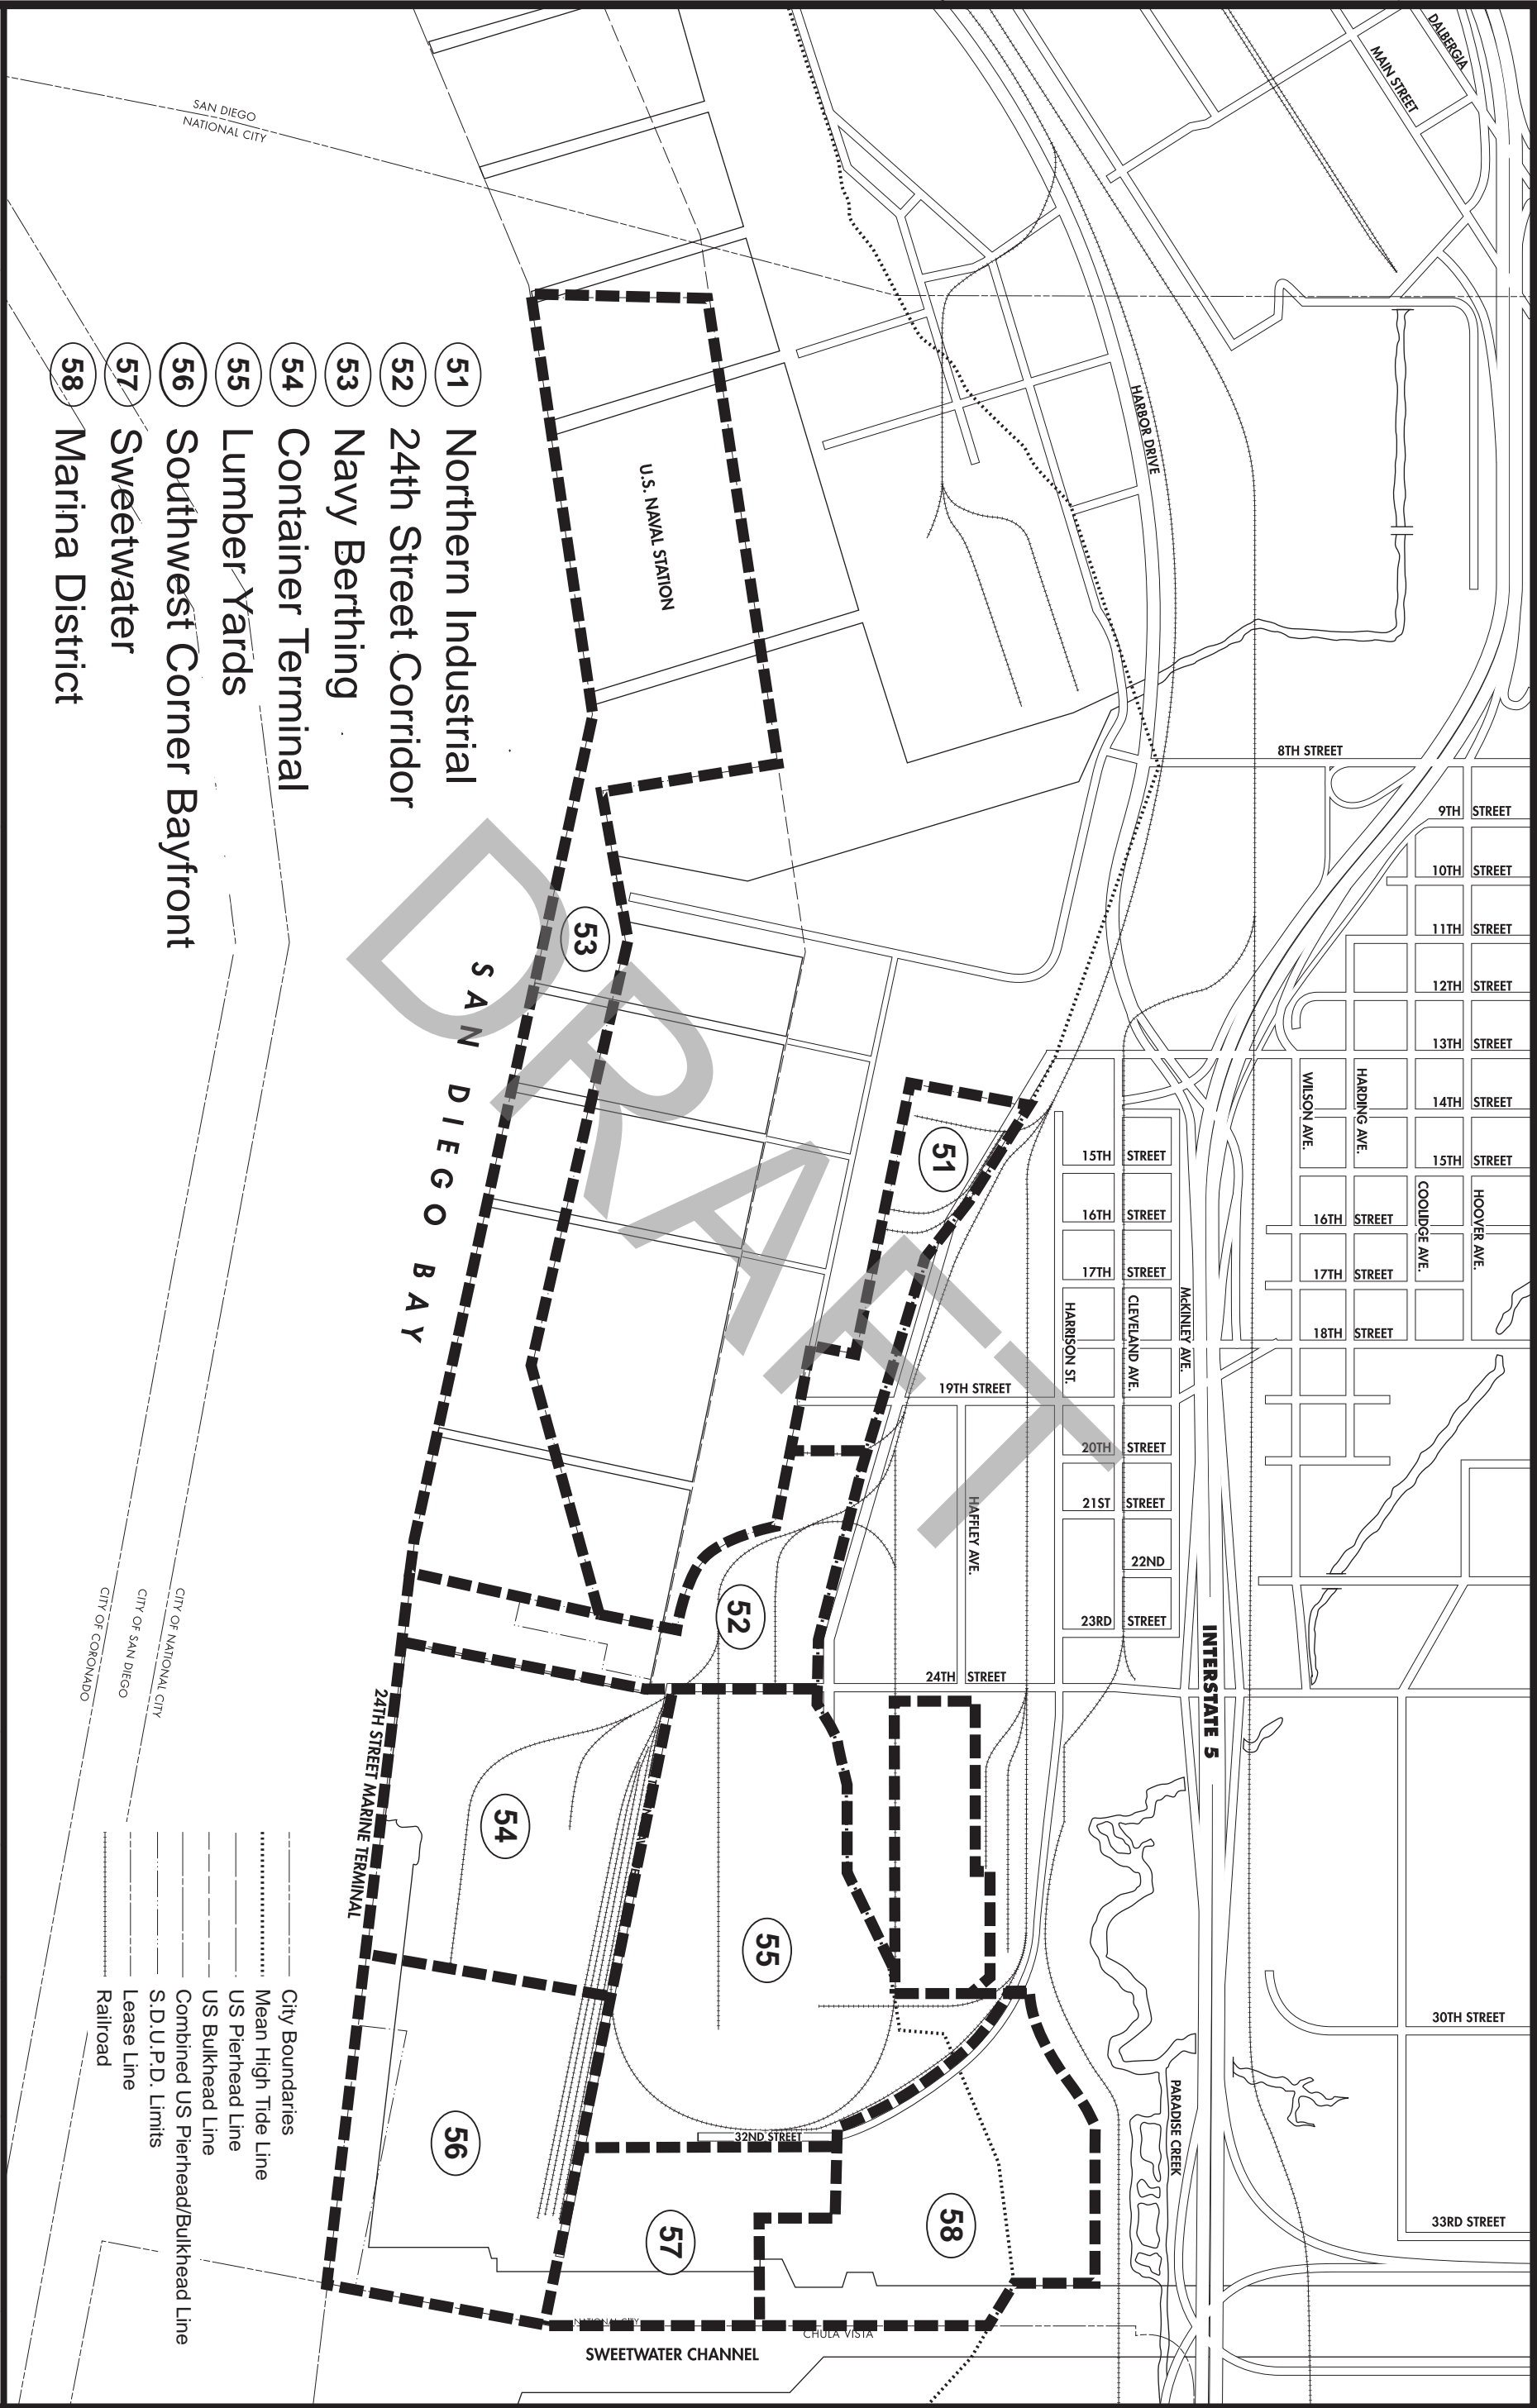 DALBERGIA
MAIN STREET
SAN DIEGO
NATIONAL CITY
HARBOR DRIVE
U.S. NAVAL STATION
51 Northern Industrial
52 24th Street Corridor
53 Navy Berthing
54 Container Terminal
55 Lumber Yards
56 Southwest Corner Bayfront
57 Sweetwater
58 Marina District
8TH STREET
9TH STREET
10TH STREET
11TH STREET
12TH STREET
13TH STREET
14TH STREET
15TH STREET
16TH STREET
17TH STREET
18TH STREET
WILSON AVE.
HARDING AVE.
COOLIDGE AVE.
HOOVER AVE.
15TH STREET
16TH STREET
17TH STREET
HARRISON ST.
CLEVELAND AVE.
McKINLEY AVE.
19TH STREET
20TH STREET
21ST STREET
22ND
23RD STREET
24TH STREET
HAFFLEY AVE.
INTERSTATE 5
53
51
52
54
55
56
57
58
SAN DIEGO BAY
DRAFT
CITY OF NATIONAL CITY
CITY OF SAN DIEGO
CITY OF CORONADO
24TH STREET MARINE TERMINAL
30TH STREET
PARADISE CREEK
32ND STREET
33RD STREET
NATIONAL CITY
CHULA VISTA
SWEETWATER CHANNEL
City Boundaries
Mean High Tide Line
US Pierhead Line
US Bulkhead Line
Combined US Pierhead/Bulkhead Line
S.D.U.P.D. Limits
Lease Line
Railroad